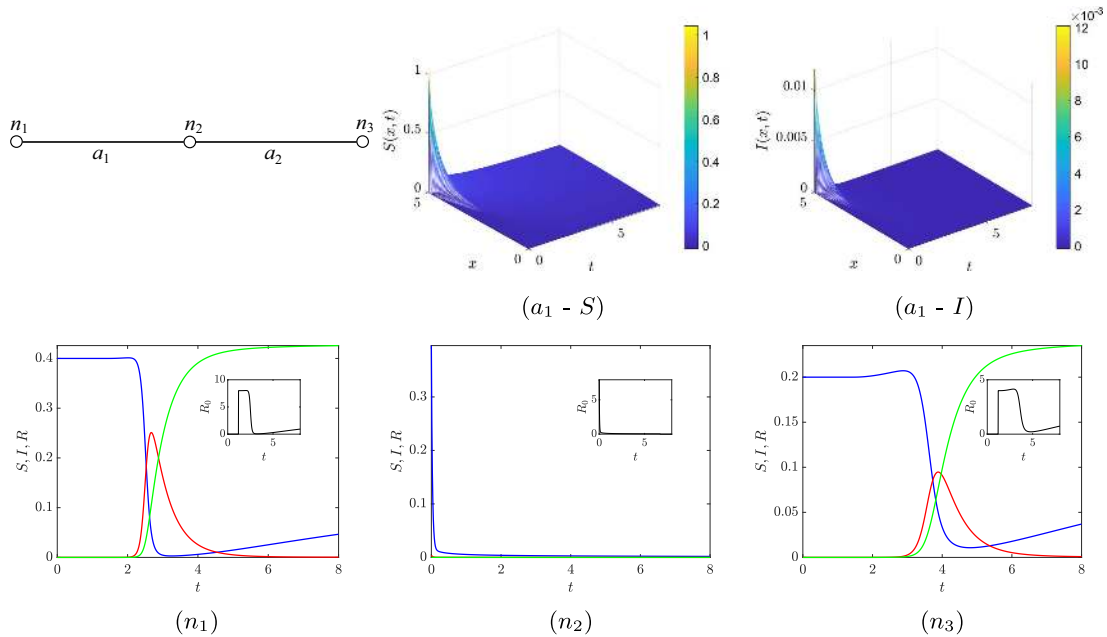 n₁ n₂ n₃
a₁ a₂
S(x,t)
1
0.5
0
5
x
0 0
t
5
1
0.8
0.6
0.4
0.2
0
(a₁ - S)
I(x,t)
0.01
0.005
0
5
x
0 0
t
5
×10⁻³
12
10
8
6
4
2
0
(a₁ - I)
S, I, R
0.4
0.3
0.2
0.1
0
0 2 4 6 8
t
R₀
10
5
0
0 5
t
(n₁)
S, I, R
0.3
0.2
0.1
0
0 2 4 6 8
t
R₀
5
0
0 5
t
(n₂)
S, I, R
0.2
0.15
0.1
0.05
0
0 2 4 6 8
t
R₀
5
0
0 5
t
(n₃)